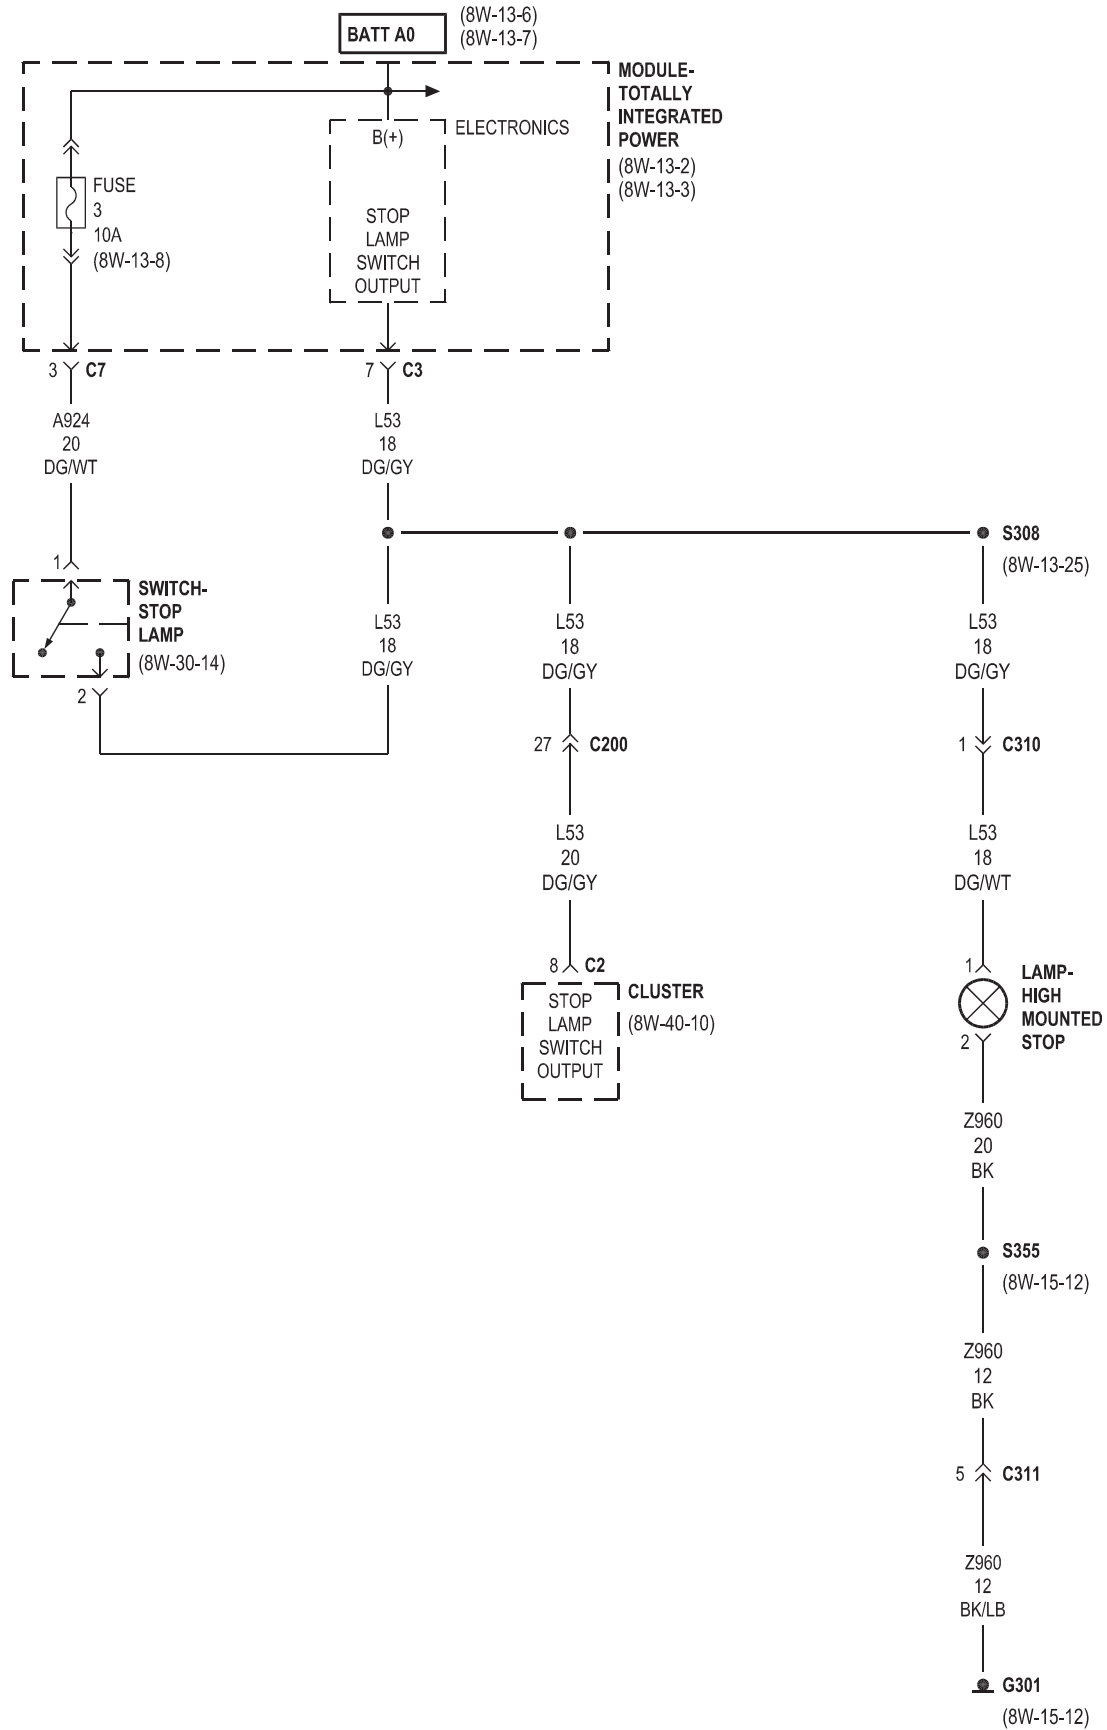 BATT A0
(8W-13-6)
(8W-13-7)
MODULE-
TOTALLY
INTEGRATED
POWER
(8W-13-2)
(8W-13-3)
ELECTRONICS
B(+)
FUSE
3
10A
(8W-13-8)
STOP
LAMP
SWITCH
OUTPUT
3 C7
7 C3
A924
20
DG/WT
L53
18
DG/GY
S308
(8W-13-25)
1
SWITCH-
STOP
LAMP
(8W-30-14)
2
L53
18
DG/GY
L53
18
DG/GY
L53
18
DG/GY
27 C200
1 C310
L53
20
DG/GY
L53
18
DG/WT
8 C2
CLUSTER
(8W-40-10)
STOP
LAMP
SWITCH
OUTPUT
1
LAMP-
HIGH
MOUNTED
STOP
2
Z960
20
BK
S355
(8W-15-12)
Z960
12
BK
5 C311
Z960
12
BK/LB
G301
(8W-15-12)